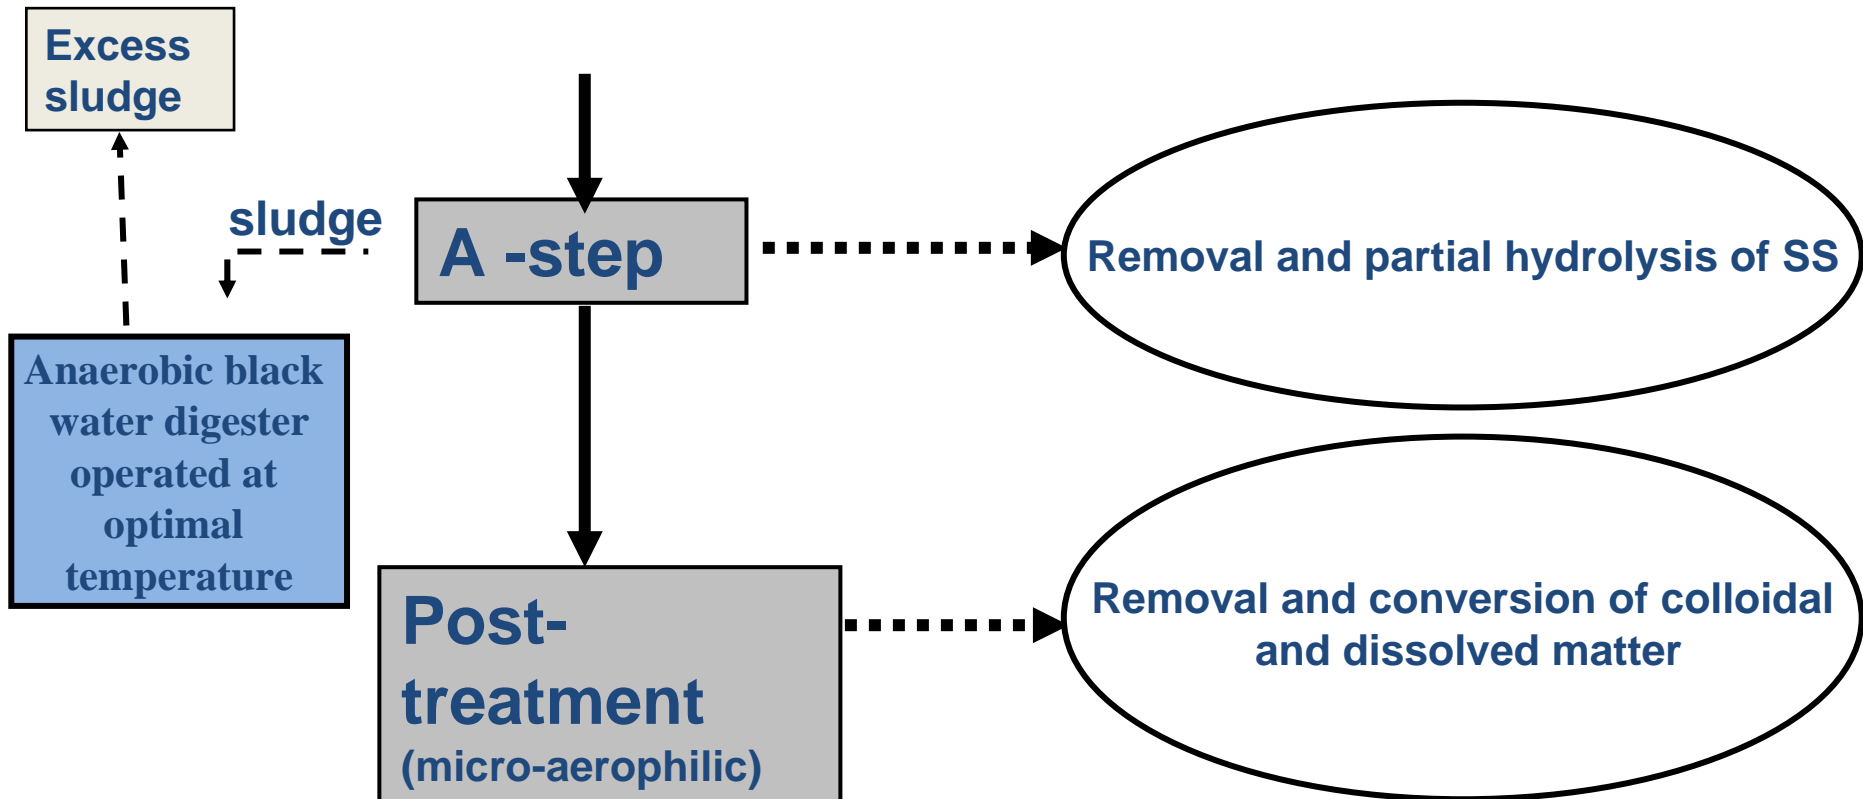 Excess
sludge
sludge
A -step
Removal and partial hydrolysis of SS
Anaerobic black
water digester
operated at
optimal
temperature
Post-
treatment
(micro-aerophilic)
Removal and conversion of colloidal
and dissolved matter